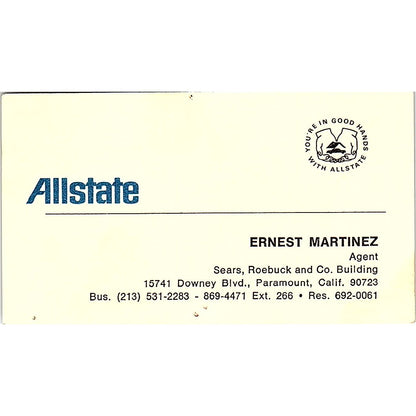 YOU'RE IN GOOD HANDS
WITH ALLSTATE
Allstate
ERNEST MARTINEZ
Agent
Sears, Roebuck and Co. Building
15741 Downey Blvd., Paramount, Calif. 90723
Bus. (213) 531-2283 - 869-4471 Ext. 266 • Res. 692-0061